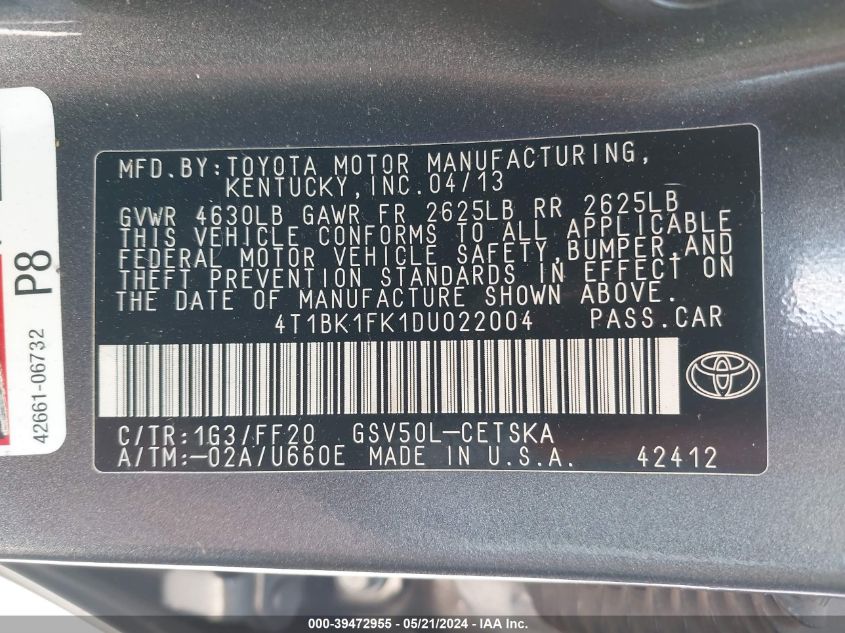 MFD.BY:TOYOTA MOTOR MANUFACTURING,
KENTUCKY,INC.04/13
GVWR 4630LB GAWR FR 2625LB RR 2625LB
THIS VEHICLE CONFORMS TO ALL APPLICABLE
FEDERAL MOTOR VEHICLE SAFETY,BUMPER,AND
THEFT PREVENTION STANDARDS IN EFFECT ON
THE DATE OF MANUFACTURE SHOWN ABOVE.
4T1BK1FK1DU022004 PASS.CAR
C/TR:1G3/FF20 GSV50L-CETSKA
A/TM:-02A/U660E MADE IN U.S.A. 42412
42661-06732
P8
000-39472955 / 05/21/2024 - IAA Inc.